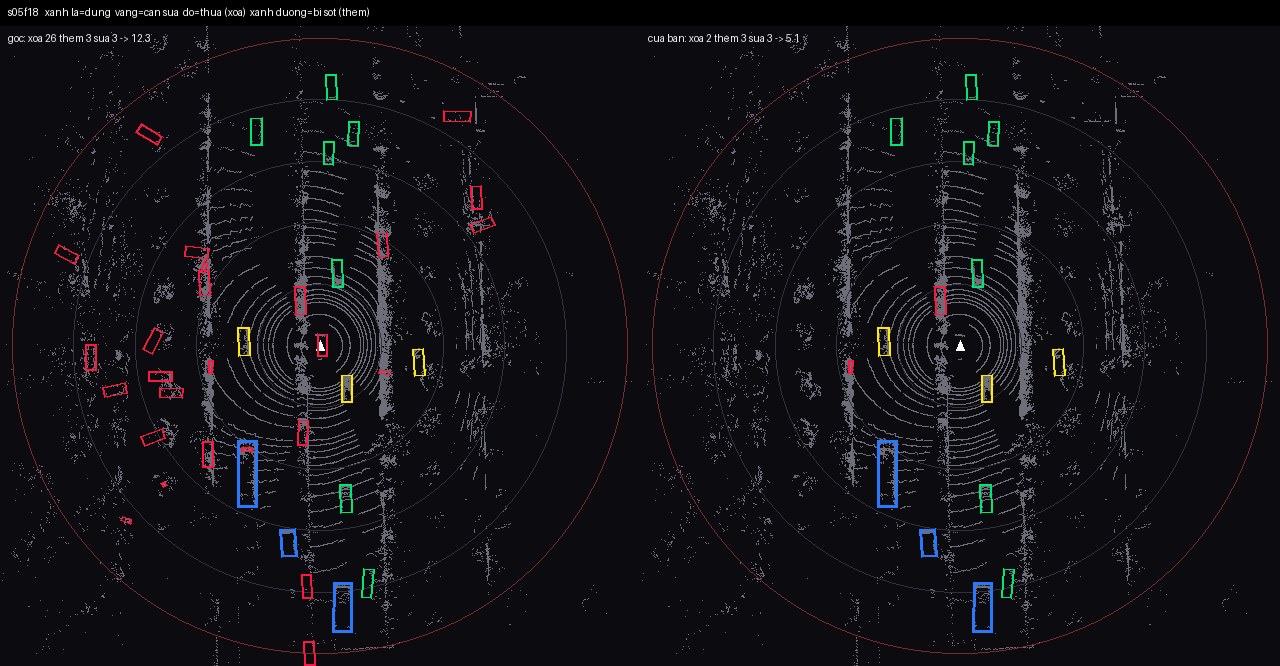 s05f18 xanh la=dung vang=can sua do=thua (xoa) xanh duong=bi sot (them)
goc: xoa 26 them 3 sua 3 -> 12.3
cua ban: xoa 2 them 3 sua 3 -> 5.1